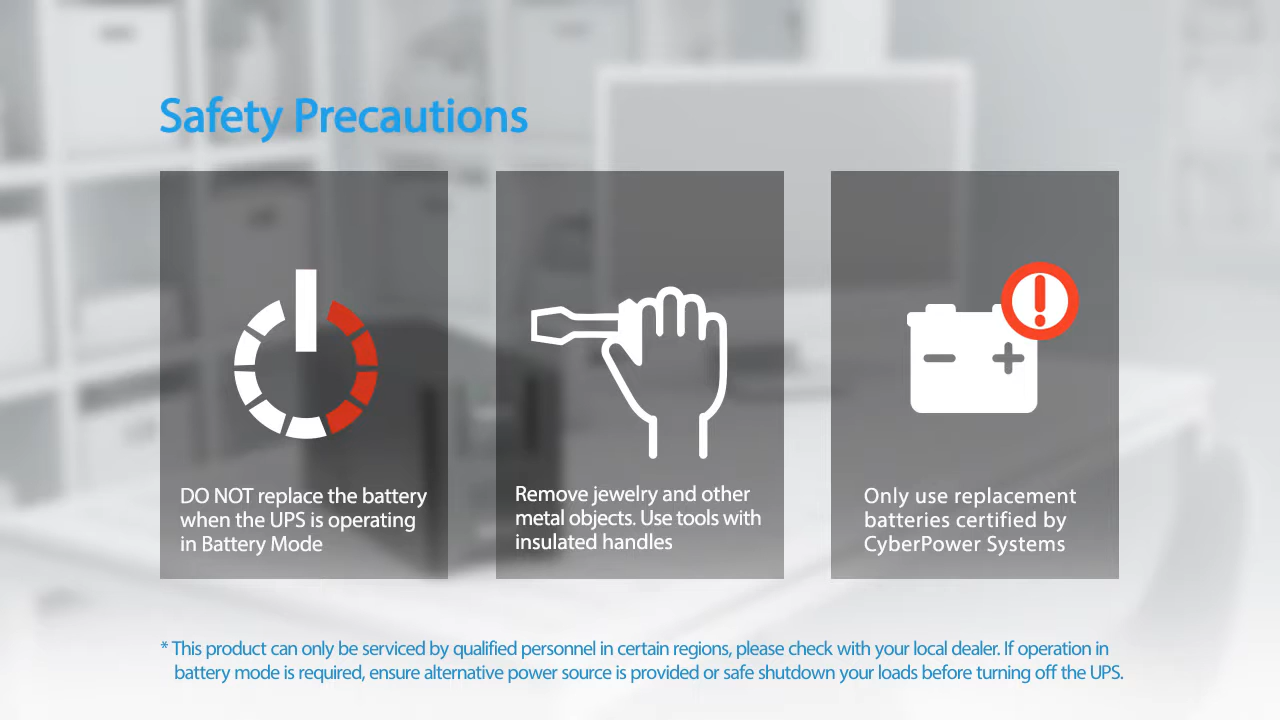 Safety Precautions
DO NOT replace the battery
when the UPS is operating
in Battery Mode
Remove jewelry and other
metal objects. Use tools with
insulated handles
Only use replacement
batteries certified by
CyberPower Systems
* This product can only be serviced by qualified personnel in certain regions, please check with your local dealer. If operation in
battery mode is required, ensure alternative power source is provided or safe shutdown your loads before turning off the UPS.